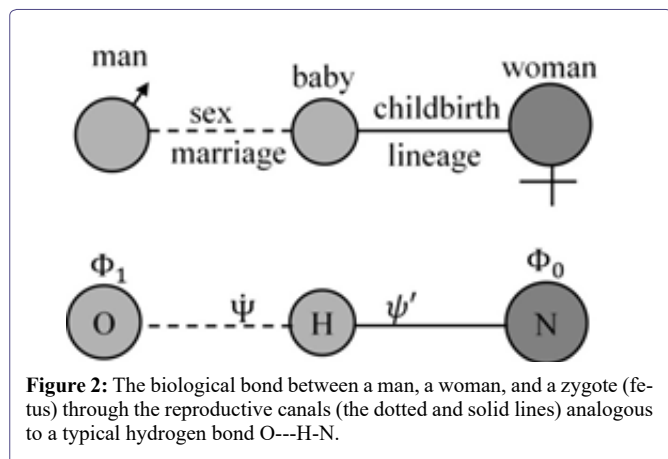 man
baby
woman
sex
childbirth
marriage
lineage
Φ₁
Φ₀
Ψ̇
ψ′
O
H
N
Figure 2: The biological bond between a man, a woman, and a zygote (fe-
tus) through the reproductive canals (the dotted and solid lines) analogous
to a typical hydrogen bond O---H-N.